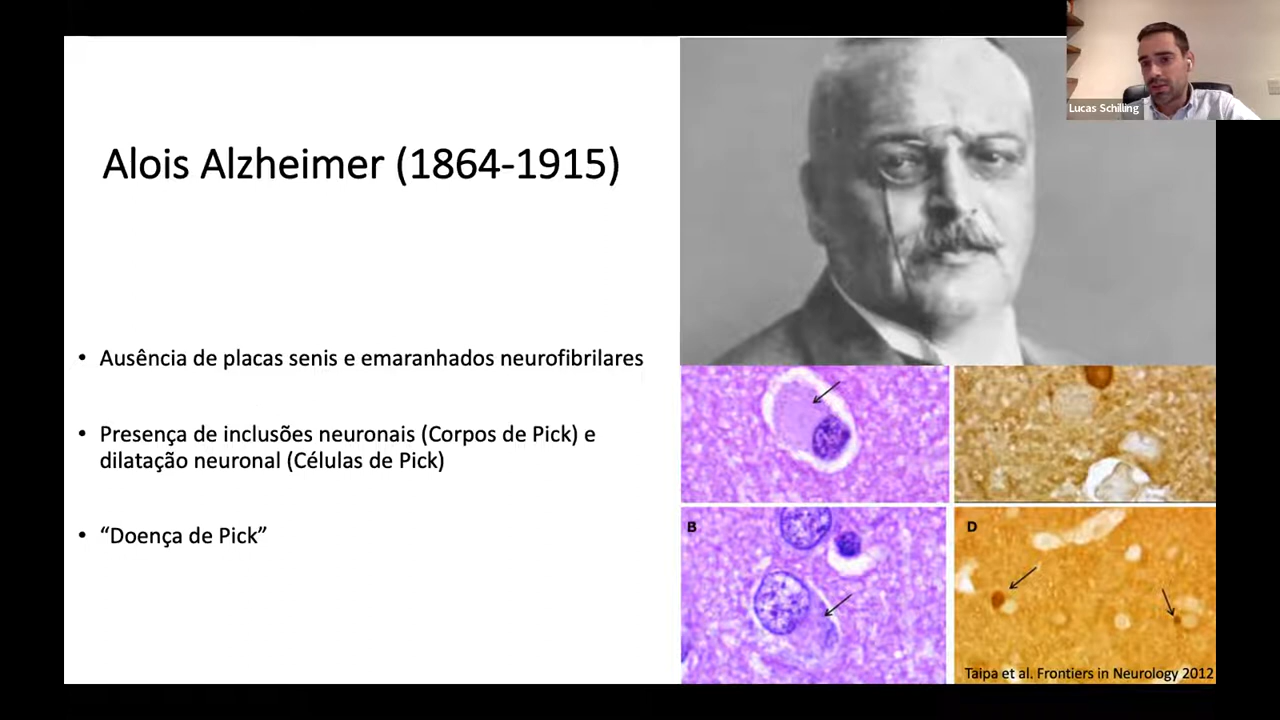 Lucas Schilling
Alois Alzheimer (1864-1915)
• Ausência de placas senis e emaranhados neurofibrilares
• Presença de inclusões neuronais (Corpos de Pick) e
dilatação neuronal (Células de Pick)
• “Doença de Pick”
B
D
Taipa et al. Frontiers in Neurology 2012